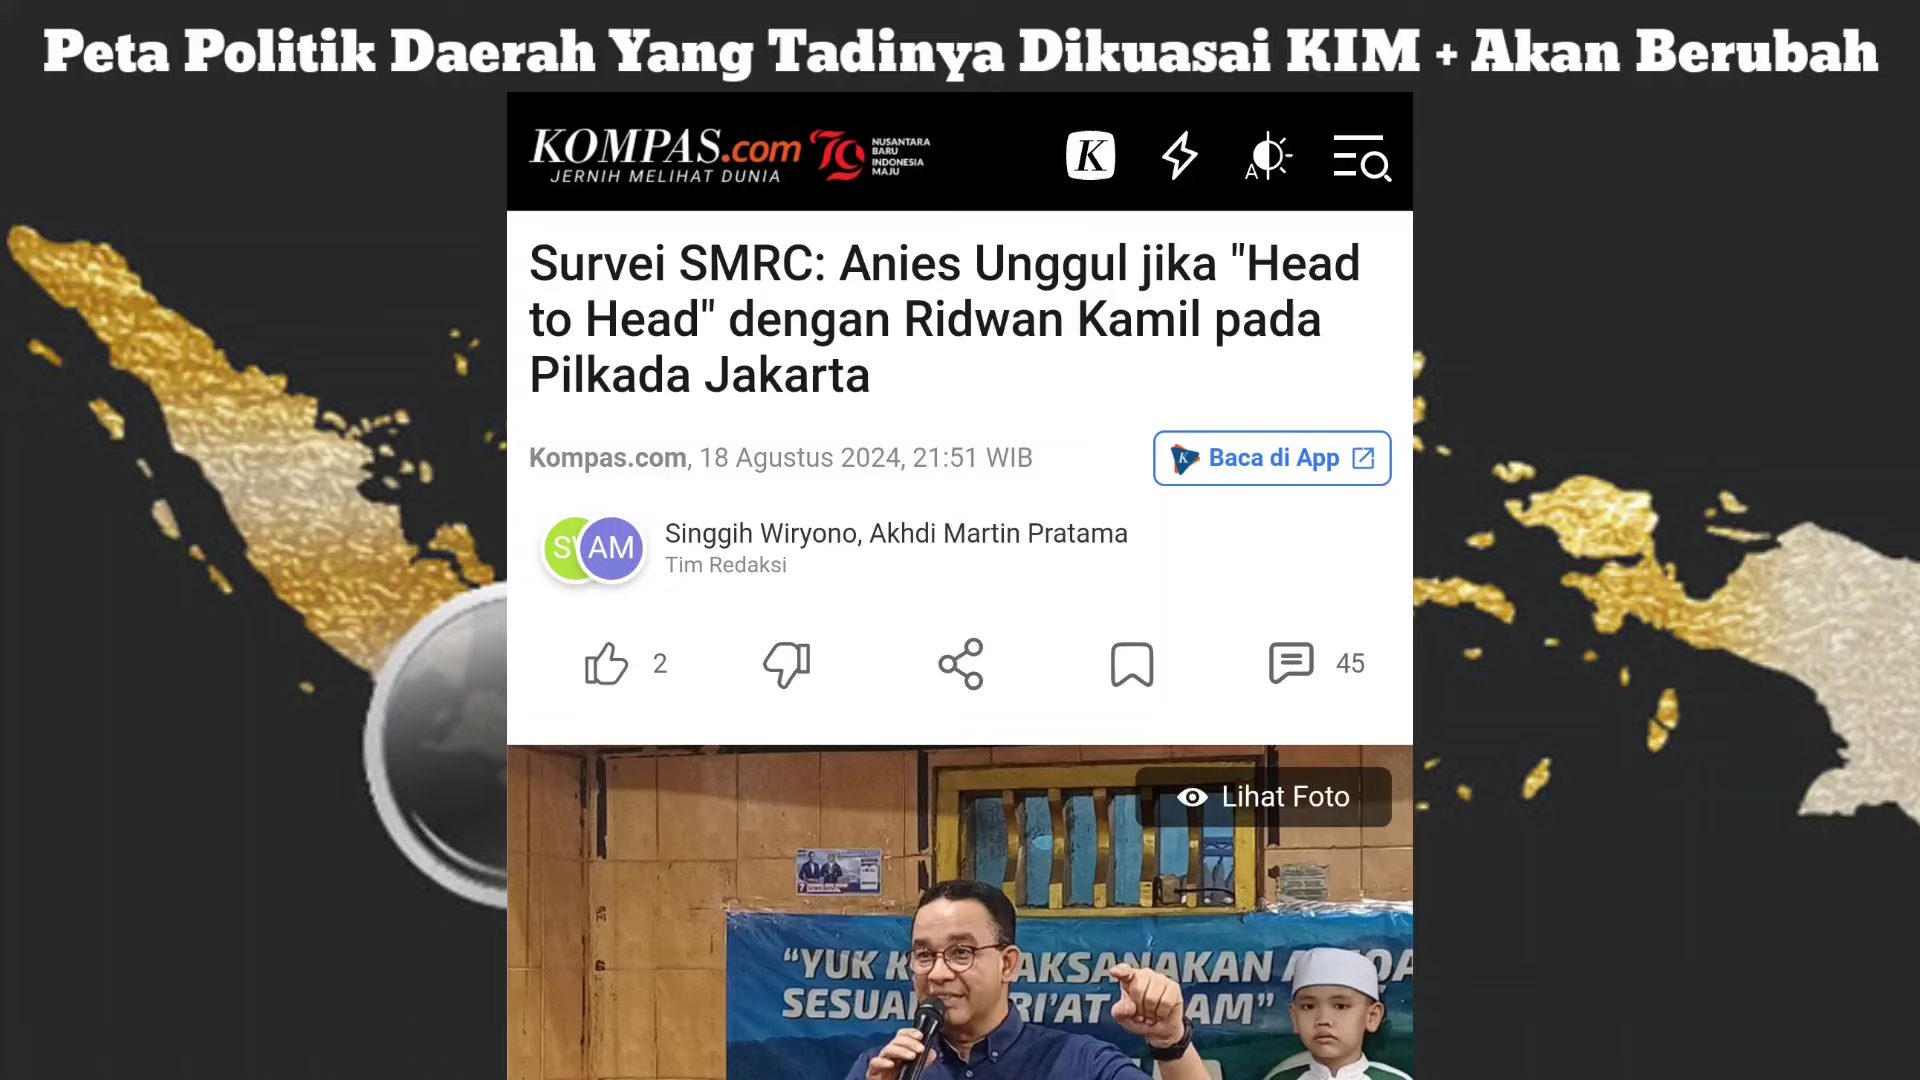 Peta Politik Daerah Yang Tadinya Dikuasai KIM + Akan Berubah
KOMPAS.com
JERNIH MELIHAT DUNIA
79
NUSANTARA
BARU
INDONESIA
MAJU
K
A
Survei SMRC: Anies Unggul jika "Head
to Head" dengan Ridwan Kamil pada
Pilkada Jakarta
Kompas.com, 18 Agustus 2024, 21:51 WIB
K Baca di App
AM
Singgih Wiryono, Akhdi Martin Pratama
Tim Redaksi
2
45
Lihat Foto
7
"YUK
AKSANAKAN
SESUAI
RI'AT
AM"